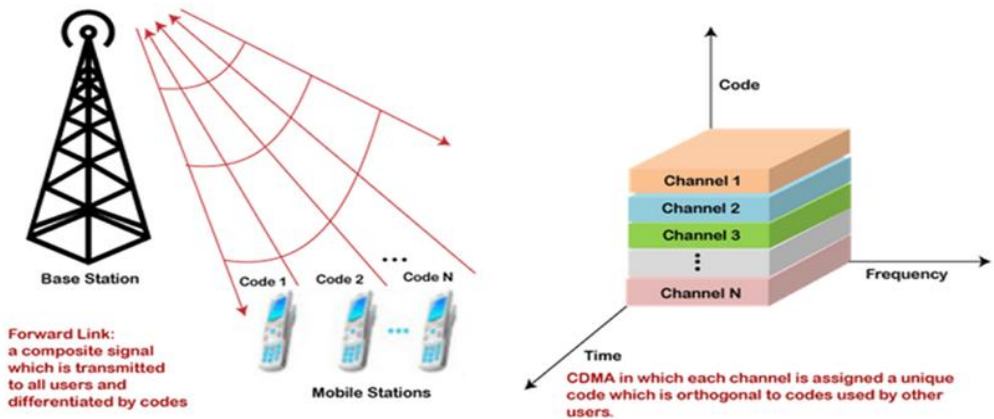 Base Station
Forward Link:
a composite signal
which is transmitted
to all users and
differentiated by codes
Code 1 Code 2 Code N
Mobile Stations
Code
Channel 1
Channel 2
Channel 3
Channel N
Frequency
Time
CDMA in which each channel is assigned a unique
code which is orthogonal to codes used by other
users.